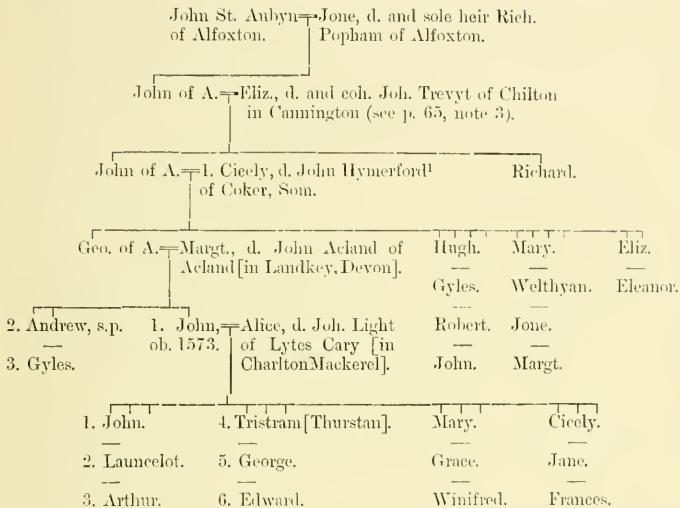 John St. Aubyn=Jone, d. and sole heir Rich.
of Alfoxton. Popham of Alfoxton.
John of A.=Eliz., d. and coh. Joh. Trevyt of Chilton
in Cannington (see p. 65, note 3).
John of A.=1. Cicely, d. John Hymerford¹ Richard.
of Coker, Som.
Geo. of A.=Margt., d. John Acland of Hugh. Mary. Eliz.
Acland [in Landkey, Devon].
Gyles. Welthyan. Eleanor.
2. Andrew, s.p. 1. John,=Alice, d. Joh. Light Robert. Jone.
ob. 1573. of Lytes Cary [in
3. Gyles. Charlton Mackerel]. John. Margt.
1. John. 4. Tristram [Thurstan]. Mary. Cicely.
2. Launcelot. 5. George. Grace. Jane.
3. Arthur. 6. Edward. Winifred. Frances.